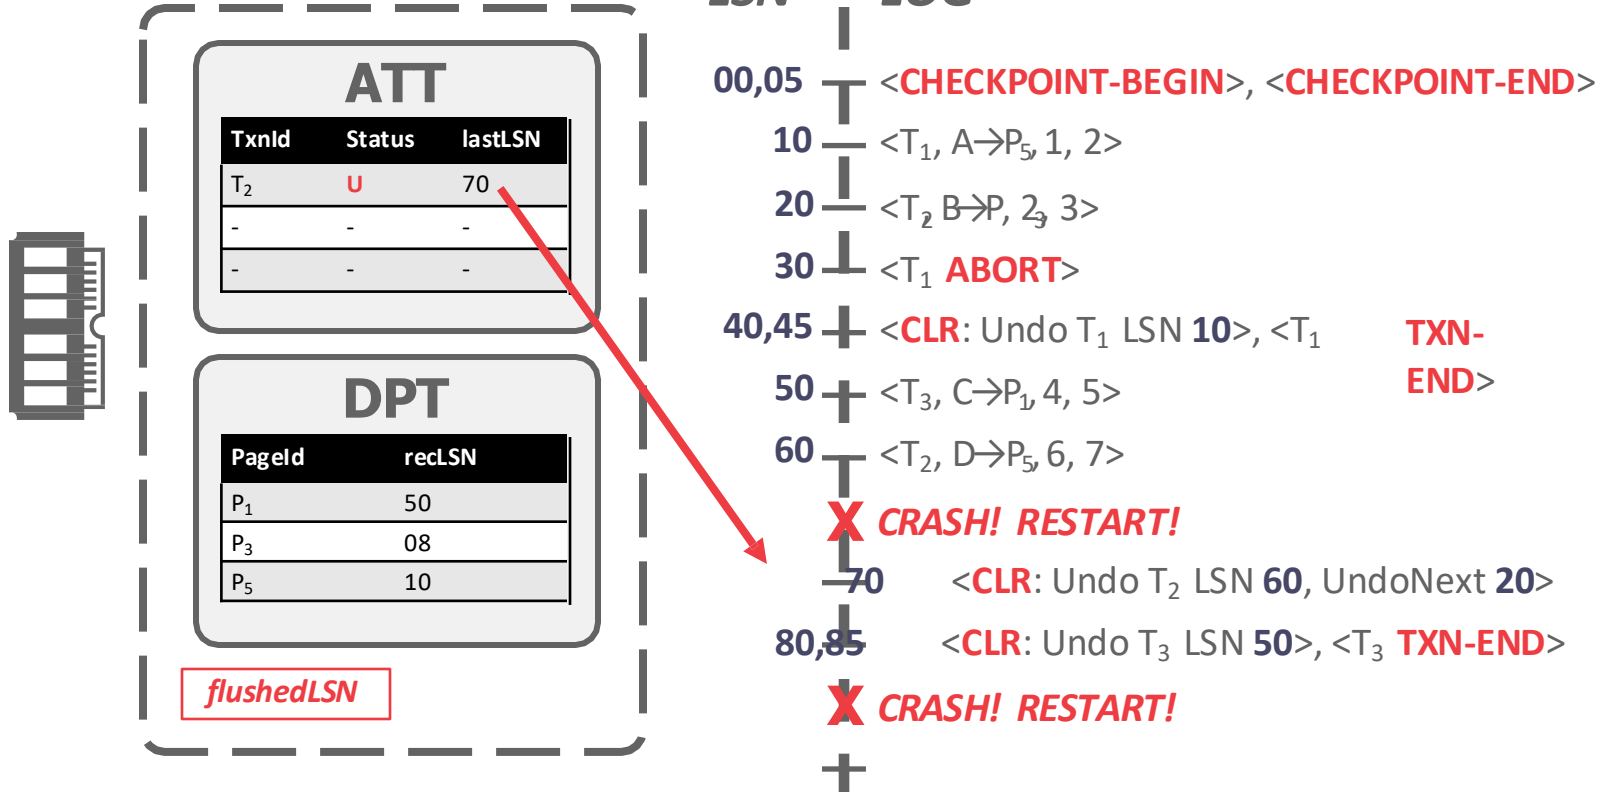 LSN LOG
ATT
TxnId Status lastLSN
T2 U 70
- - -
- - -
DPT
PageId recLSN
P1 50
P3 08
P5 10
flushedLSN
00,05 <CHECKPOINT-BEGIN>, <CHECKPOINT-END>
10 <T1, A→P5, 1, 2>
20 <T2, B→P, 23, 3>
30 <T1 ABORT>
40,45 <CLR: Undo T1 LSN 10>, <T1 TXN-
END>
50 <T3, C→P1, 4, 5>
60 <T2, D→P5, 6, 7>
X CRASH! RESTART!
70 <CLR: Undo T2 LSN 60, UndoNext 20>
80,85 <CLR: Undo T3 LSN 50>, <T3 TXN-END>
X CRASH! RESTART!